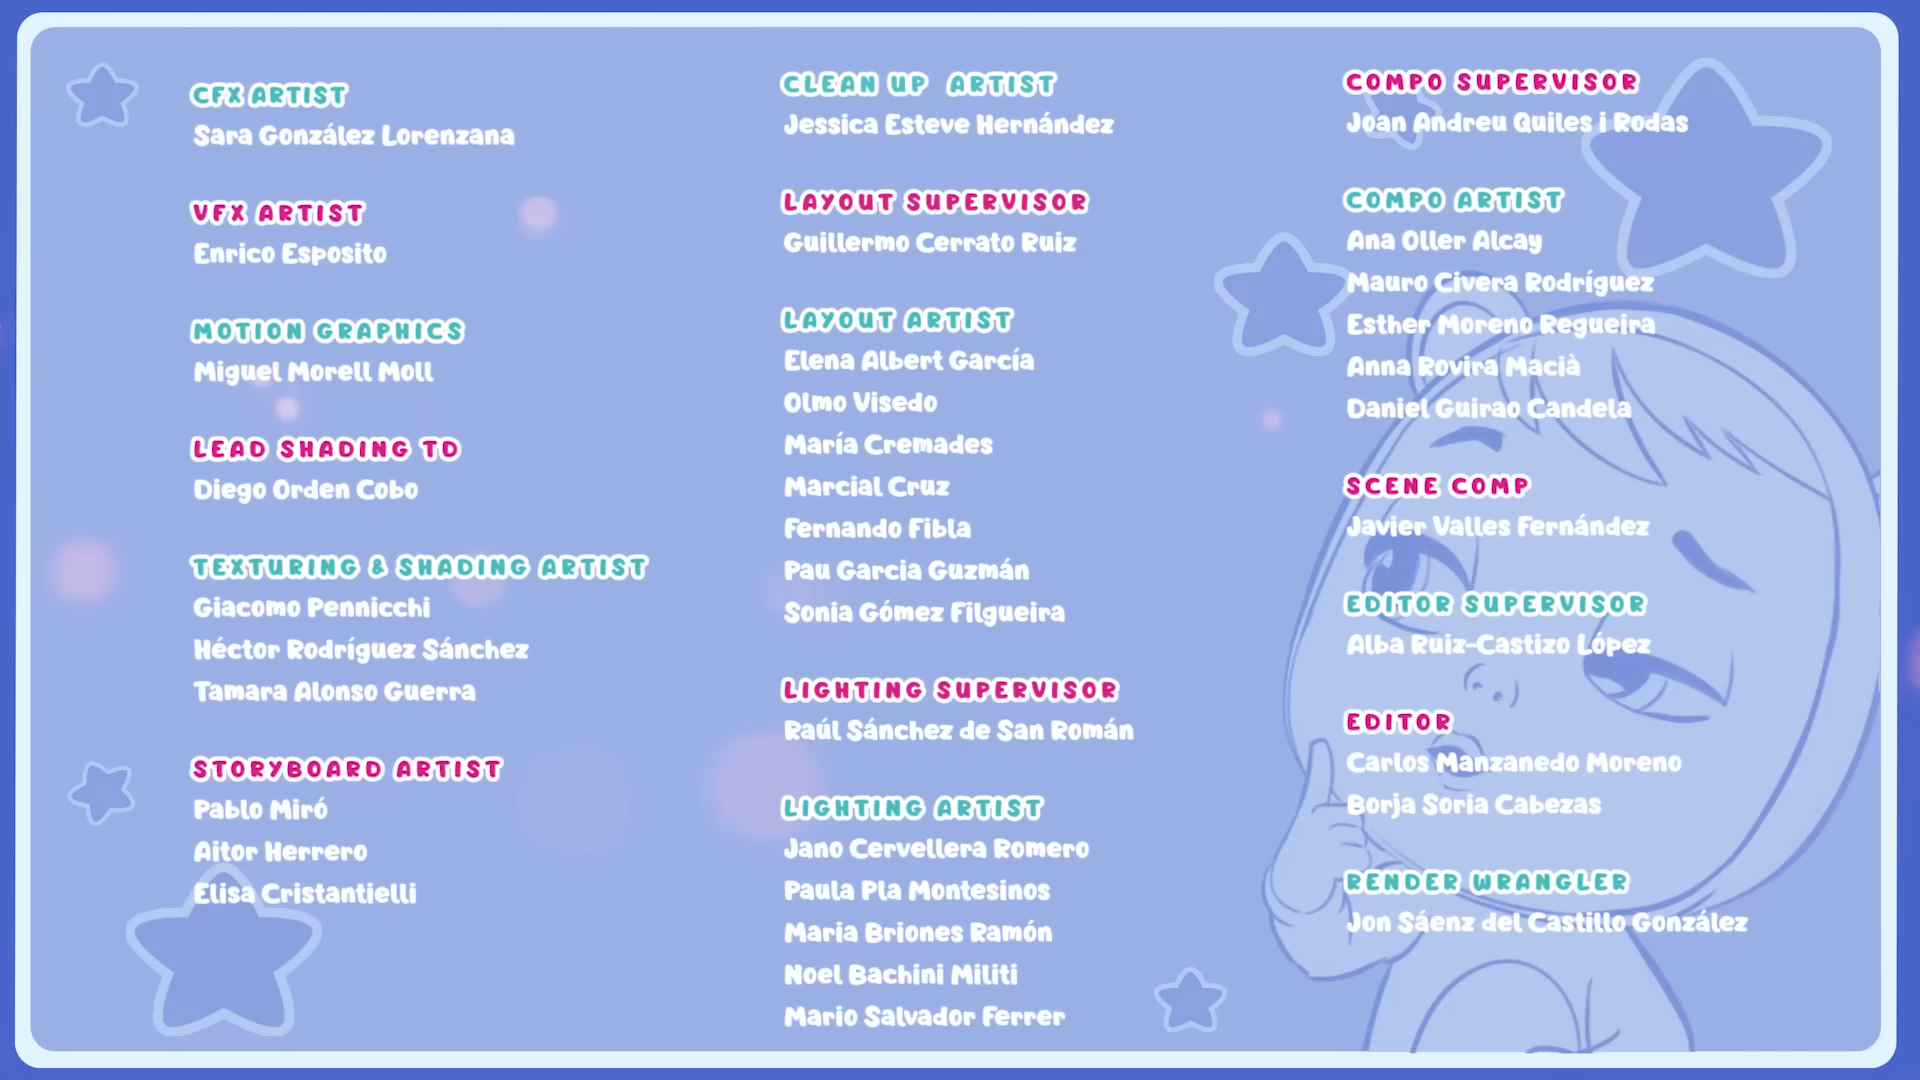 CFX ARTIST
Sara González Lorenzana
VFX ARTIST
Enrico Esposito
MOTION GRAPHICS
Miguel Morell Moll
LEAD SHADING TD
Diego Orden Cobo
TEXTURING & SHADING ARTIST
Giacomo Pennicchi
Héctor Rodríguez Sánchez
Tamara Alonso Guerra
STORYBOARD ARTIST
Pablo Miró
Aitor Herrero
Elisa Cristantielli
CLEAN UP ARTIST
Jessica Esteve Hernández
LAYOUT SUPERVISOR
Guillermo Cerrato Ruiz
LAYOUT ARTIST
Elena Albert García
Olmo Visedo
María Cremades
Marcial Cruz
Fernando Fibla
Pau Garcia Guzmán
Sonia Gómez Filgueira
LIGHTING SUPERVISOR
Raúl Sánchez de San Román
LIGHTING ARTIST
Jano Cervellera Romero
Paula Pla Montesinos
Maria Briones Ramón
Noel Bachini Militi
Mario Salvador Ferrer
COMPO SUPERVISOR
Joan Andreu Quiles i Rodas
COMPO ARTIST
Ana Oller Alcay
Mauro Civera Rodríguez
Esther Moreno Regueira
Anna Rovira Macià
Daniel Guirao Candela
SCENE COMP
Javier Valles Fernández
EDITOR SUPERVISOR
Alba Ruiz-Castizo López
EDITOR
Carlos Manzanedo Moreno
Borja Soria Cabezas
RENDER WRANGLER
Jon Sáenz del Castillo González